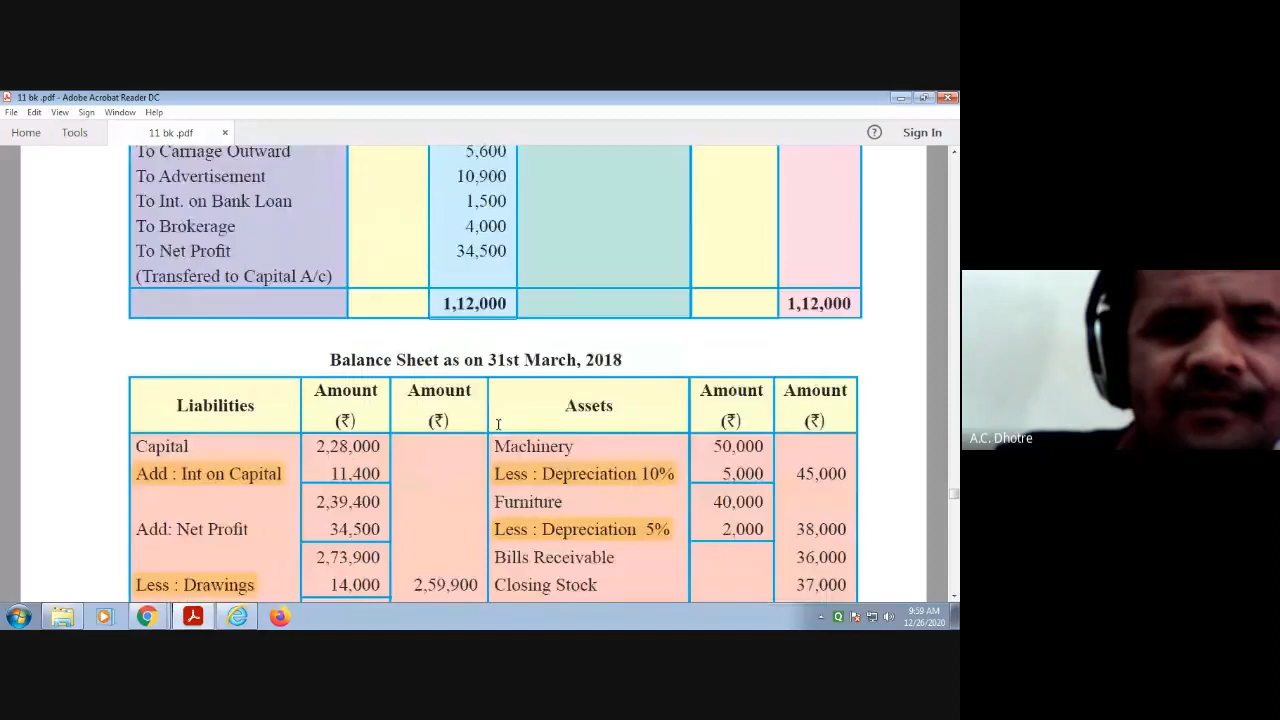 11 bk .pdf - Adobe Acrobat Reader DC
File Edit View Sign Window Help
Home Tools 11 bk .pdf × ? Sign In
To Carriage Outward 5,600
To Advertisement 10,900
To Int. on Bank Loan 1,500
To Brokerage 4,000
To Net Profit 34,500
(Transfered to Capital A/c)
1,12,000 1,12,000
Balance Sheet as on 31st March, 2018
Liabilities Amount (₹) Amount (₹) Assets Amount (₹) Amount (₹)
Capital 2,28,000 Machinery 50,000
Add : Int on Capital 11,400 Less : Depreciation 10% 5,000 45,000
2,39,400 Furniture 40,000
Add: Net Profit 34,500 Less : Depreciation 5% 2,000 38,000
2,73,900 Bills Receivable 36,000
Less : Drawings 14,000 2,59,900 Closing Stock 37,000
A.C. Dhotre
9:59 AM
12/26/2020